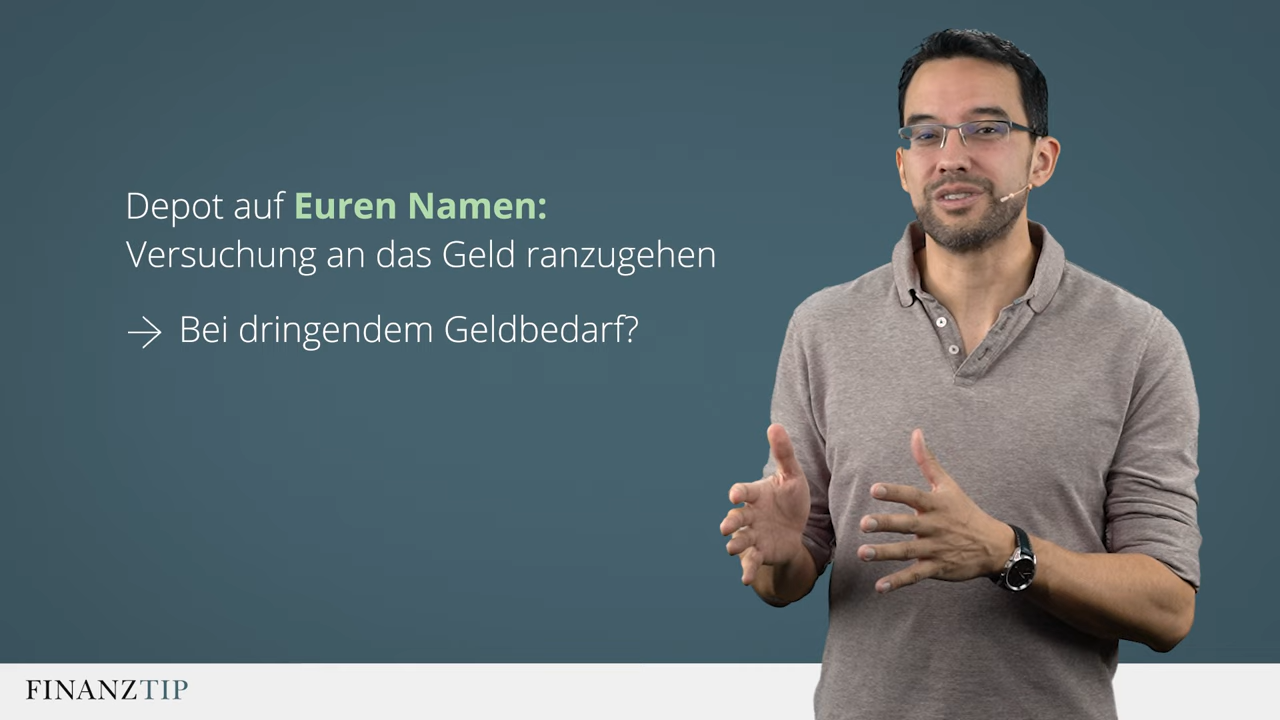 Depot auf Euren Namen:
Versuchung an das Geld ranzugehen
→ Bei dringendem Geldbedarf?
FINANZTIP